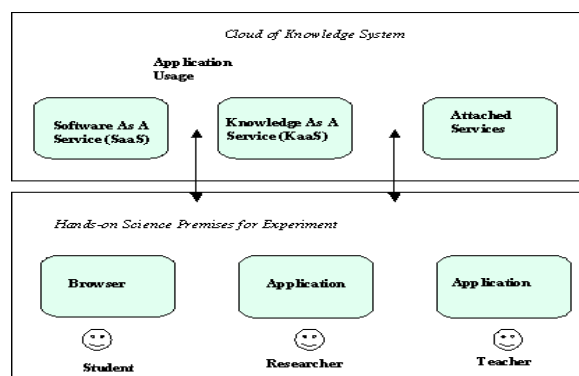 Cloud of Knowledge System
Application
Usage
Software As A
Service (SaaS)
Knowledge As A
Service (KaaS)
Attached
Services
Hands-on Science Premises for Experiment
Browser
Application
Application
Student
Researcher
Teacher